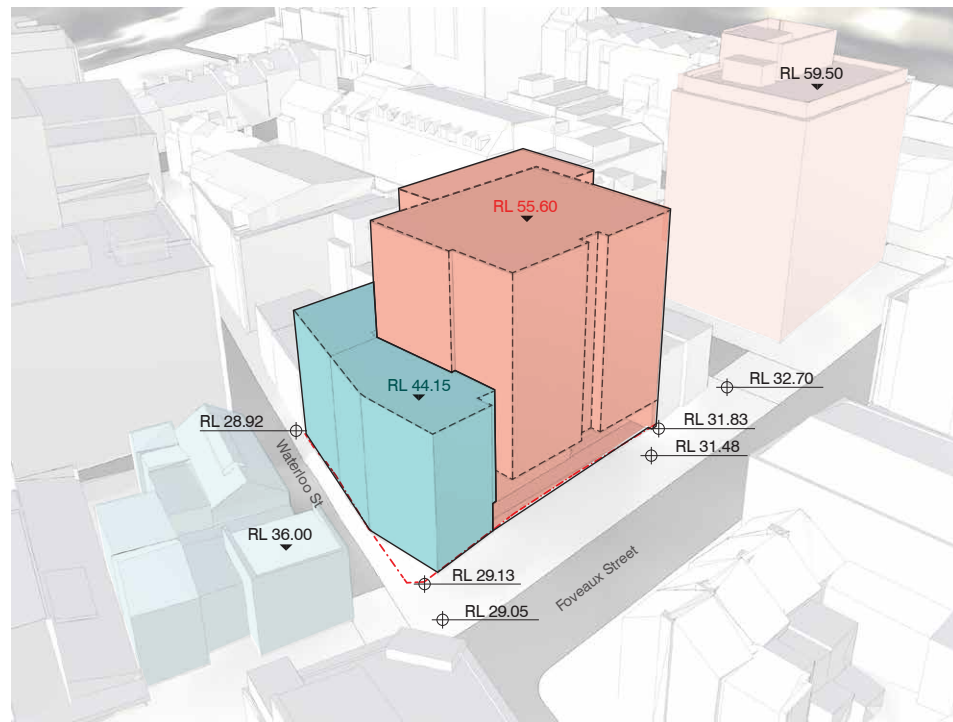 RL 59.50
RL 55.60
RL 44.15
RL 32.70
RL 28.92
RL 31.83
RL 31.48
Waterloo St
RL 36.00
RL 29.13
Foveaux Street
RL 29.05